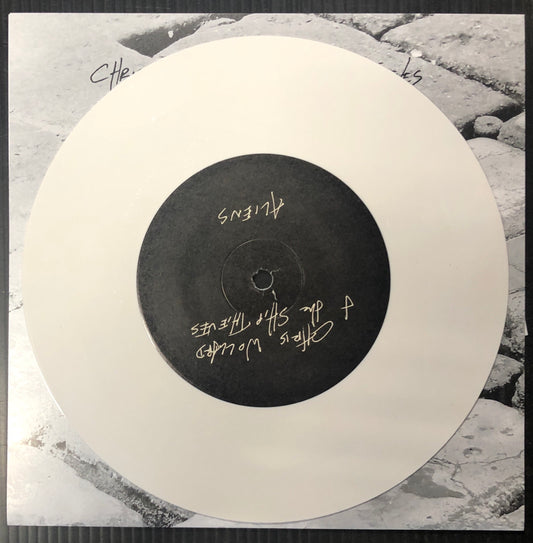 CHRIS WOLLARD
& the SHIP THIEVES
ALIENS